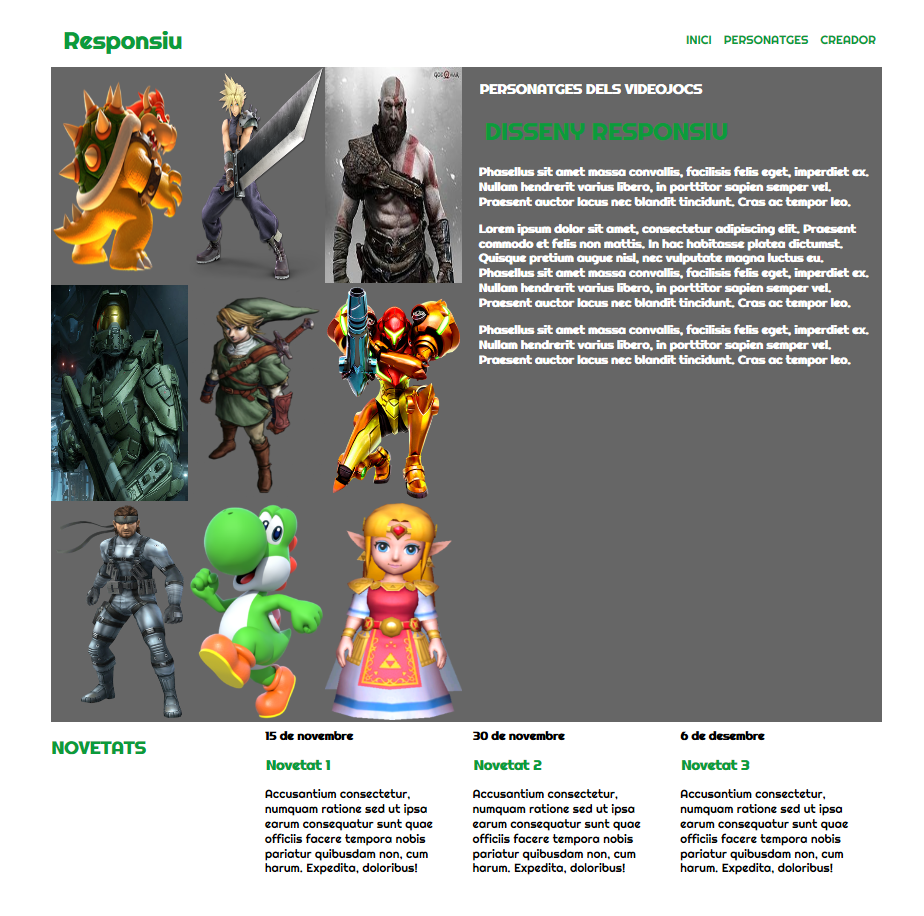 Responsiu
INICI PERSONATGES CREADOR
GOD OF WAR
PERSONATGES DELS VIDEOJOCS
DISSENY RESPONSIU
Phasellus sit amet massa convallis, facilisis felis eget, imperdiet ex.
Nullam hendrerit varius libero, in porttitor sapien semper vel.
Praesent auctor lacus nec blandit tincidunt. Cras ac tempor leo.
Lorem ipsum dolor sit amet, consectetur adipiscing elit. Praesent
commodo et felis non mattis. In hac habitasse platea dictumst.
Quisque pretium augue nisl, nec vulputate magna luctus eu.
Phasellus sit amet massa convallis, facilisis felis eget, imperdiet ex.
Nullam hendrerit varius libero, in porttitor sapien semper vel.
Praesent auctor lacus nec blandit tincidunt. Cras ac tempor leo.
Phasellus sit amet massa convallis, facilisis felis eget, imperdiet ex.
Nullam hendrerit varius libero, in porttitor sapien semper vel.
Praesent auctor lacus nec blandit tincidunt. Cras ac tempor leo.
NOVETATS
15 de novembre
Novetat 1
Accusantium consectetur,
numquam ratione sed ut ipsa
earum consequatur sunt quae
officiis facere tempora nobis
pariatur quibusdam non, cum
harum. Expedita, doloribus!
30 de novembre
Novetat 2
Accusantium consectetur,
numquam ratione sed ut ipsa
earum consequatur sunt quae
officiis facere tempora nobis
pariatur quibusdam non, cum
harum. Expedita, doloribus!
6 de desembre
Novetat 3
Accusantium consectetur,
numquam ratione sed ut ipsa
earum consequatur sunt quae
officiis facere tempora nobis
pariatur quibusdam non, cum
harum. Expedita, doloribus!